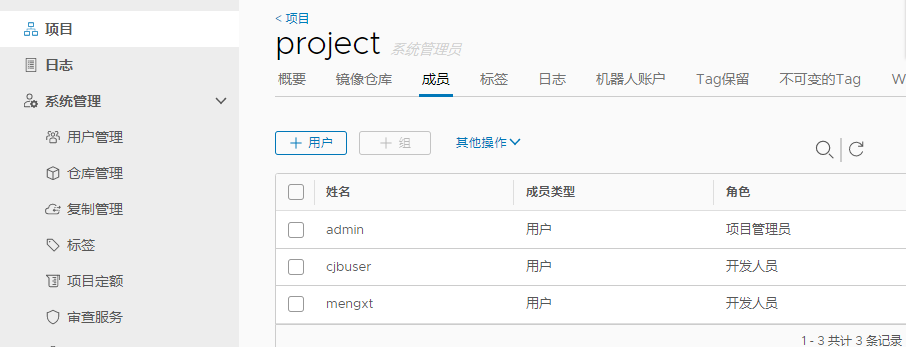 项目
日志
系统管理
用户管理
仓库管理
复制管理
标签
项目定额
审查服务
< 项目
project 系统管理员
概要 镜像仓库 成员 标签 日志 机器人账户 Tag保留 不可变的Tag W
+ 用户 + 组 其他操作
姓名 成员类型 角色
admin 用户 项目管理员
cjbuser 用户 开发人员
mengxt 用户 开发人员
1 - 3 共计 3 条记录